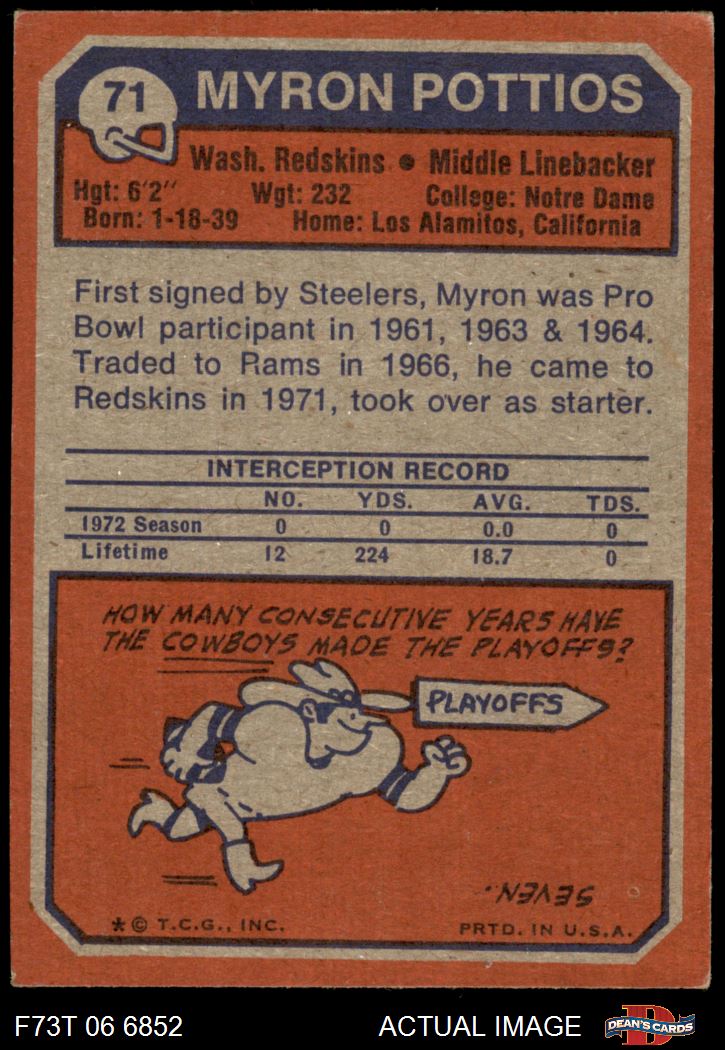 71
MYRON POTTIOS
Wash. Redskins • Middle Linebacker
Hgt: 6'2" Wgt: 232 College: Notre Dame
Born: 1-18-39 Home: Los Alamitos, California
First signed by Steelers, Myron was Pro
Bowl participant in 1961, 1963 & 1964.
Traded to Rams in 1966, he came to
Redskins in 1971, took over as starter.
INTERCEPTION RECORD
NO. YDS. AVG. TDS.
1972 Season 0 0 0.0 0
Lifetime 12 224 18.7 0
HOW MANY CONSECUTIVE YEARS HAVE
THE COWBOYS MADE THE PLAYOFFS?
PLAYOFFS
SEVEN..
* © T.C.G., INC. PRTD. IN U.S.A.
F73T 06 6852 ACTUAL IMAGE D DEAN'S CARDS